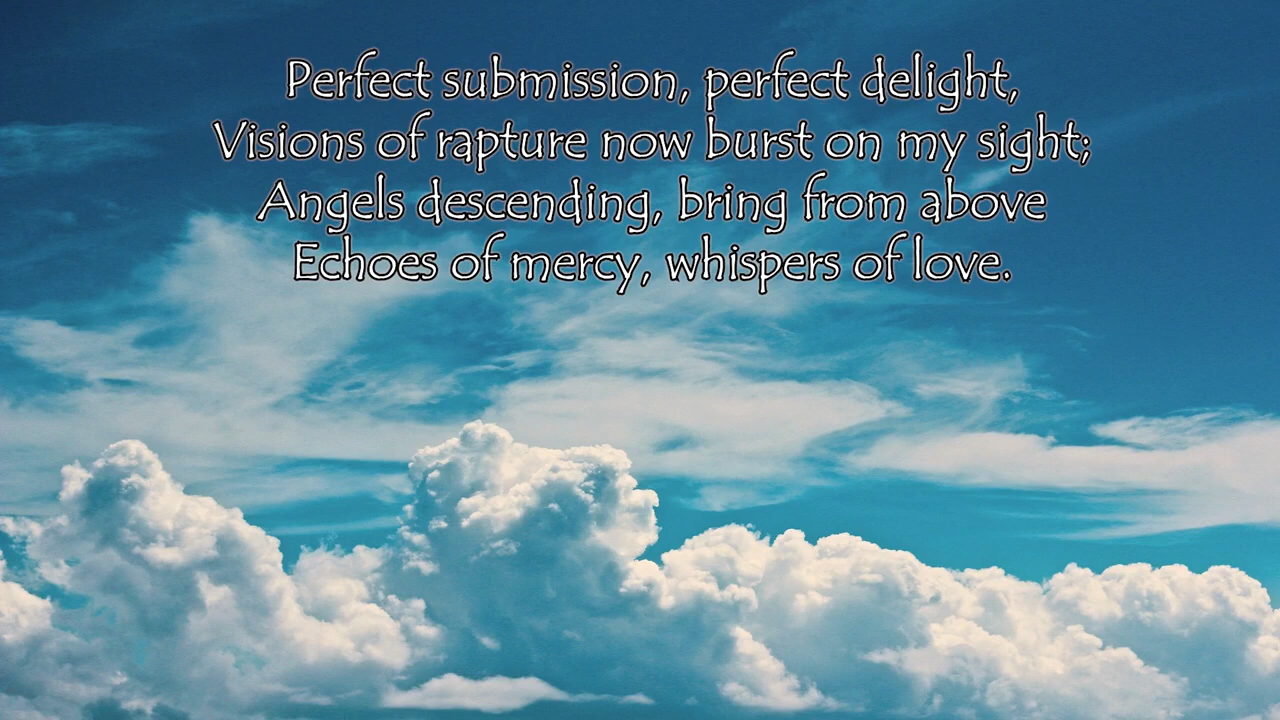 Perfect submission, perfect delight,
Visions of rapture now burst on my sight;
Angels descending, bring from above
Echoes of mercy, whispers of love.